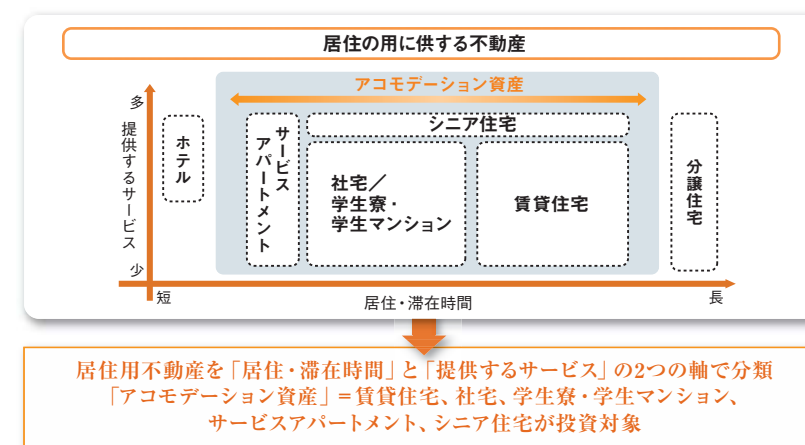 居住の用に供する不動産
アコモデーション資産
多
提供するサービス
少
ホテル
サービス
アパートメント
シニア住宅
社宅／
学生寮・
学生マンション
賃貸住宅
分譲住宅
短
居住・滞在時間
長
居住用不動産を「居住・滞在時間」と「提供するサービス」の2つの軸で分類
「アコモデーション資産」＝賃貸住宅、社宅、学生寮・学生マンション、
サービスアパートメント、シニア住宅が投資対象